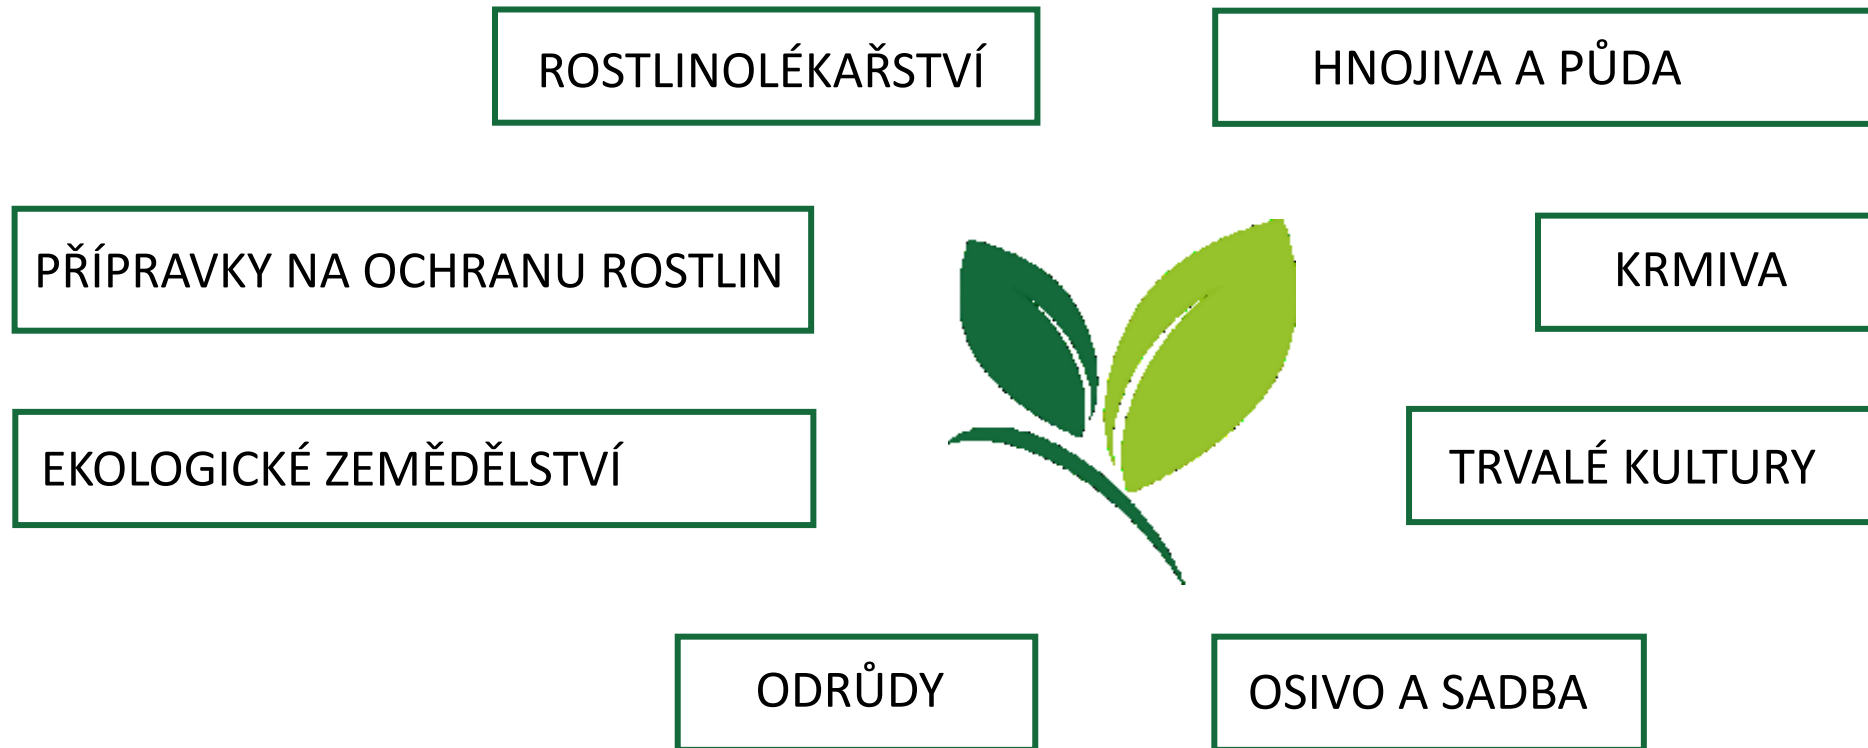 ROSTLINOLÉKAŘSTVÍ
HNOJIVA A PŮDA
PŘÍPRAVKY NA OCHRANU ROSTLIN
KRMIVA
EKOLOGICKÉ ZEMĚDĚLSTVÍ
TRVALÉ KULTURY
ODRŮDY
OSIVO A SADBA